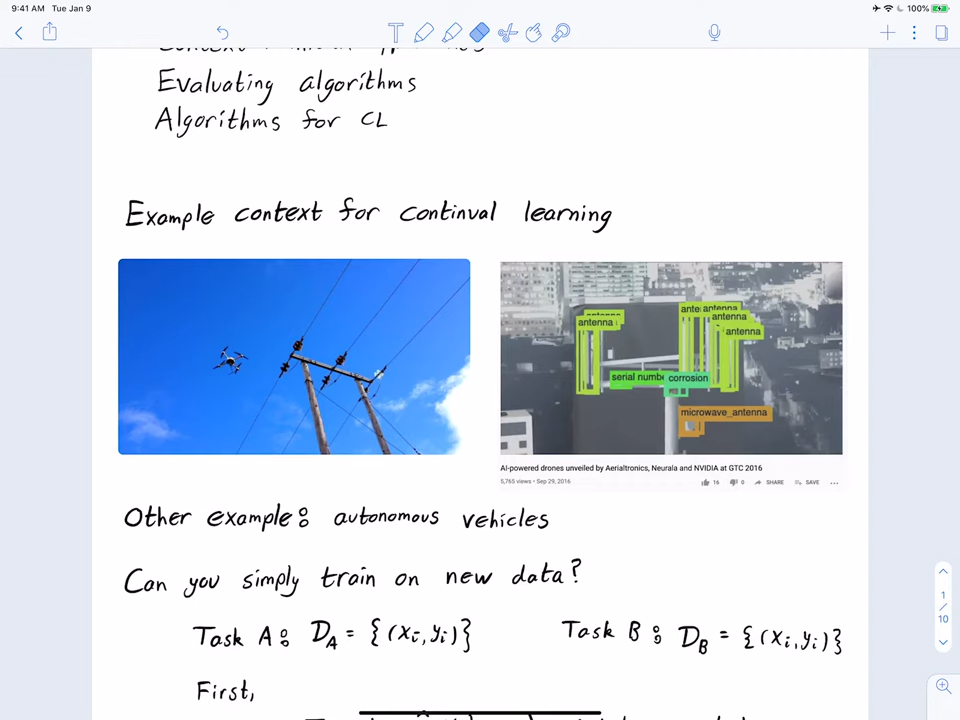 9:41 AM Tue Jan 9
100%
Evaluating algorithms
Algorithms for CL
Example context for continual learning
antenna
antenna
antenna
antenna
antenna
serial numbe
corrosion
microwave_antenna
AI-powered drones unveiled by Aerialtronics, Neurala and NVIDIA at GTC 2016
5,765 views • Sep 29, 2016
16 0 SHARE SAVE ...
Other example: autonomous vehicles
Can you simply train on new data?
Task A: D_A = {(x_i, y_i)} Task B: D_B = {(x_i, y_i)}
First,
1
/
10